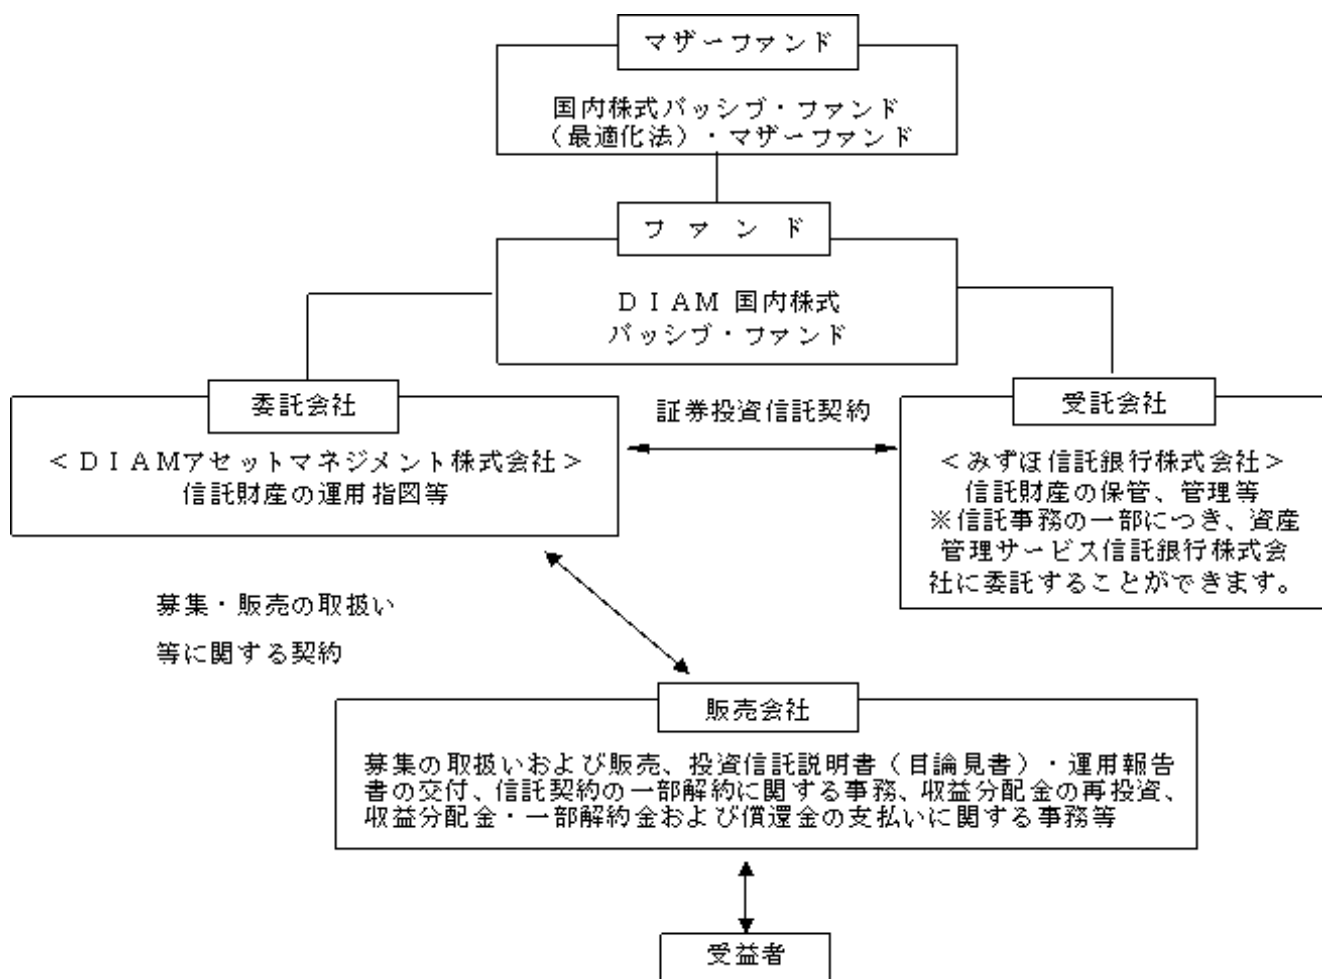 マザーファンド
国内株式パッシブ・ファンド
（最適化法）・マザーファンド
ファンド
ＤＩＡＭ 国内株式
パッシブ・ファンド
委託会社
＜ＤＩＡＭアセットマネジメント株式会社＞
信託財産の運用指図等
証券投資信託契約
受託会社
＜みずほ信託銀行株式会社＞
信託財産の保管、管理等
※信託事務の一部につき、資産
管理サービス信託銀行株式会
社に委託することができます。
募集・販売の取扱い
等に関する契約
販売会社
募集の取扱いおよび販売、投資信託説明書（目論見書）・運用報告
書の交付、信託契約の一部解約に関する事務、収益分配金の再投資、
収益分配金・一部解約金および償還金の支払いに関する事務等
受益者